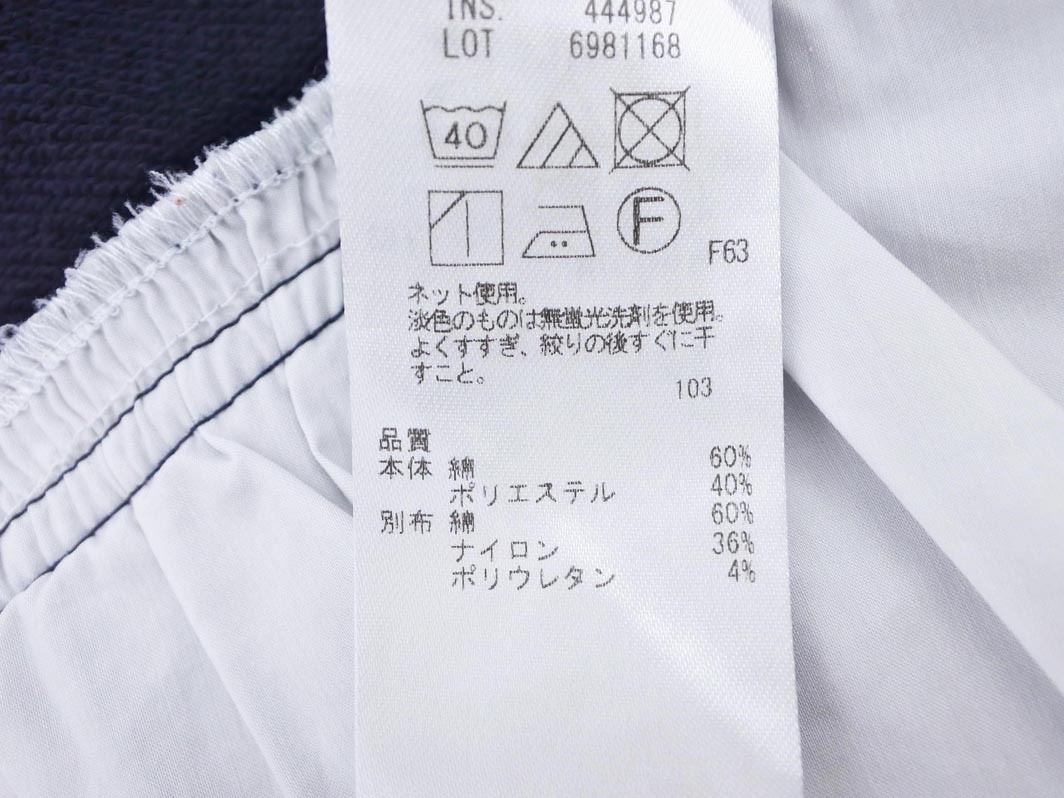 INS. 444987
LOT 6981168
40
F
F63
ネット使用。
淡色のものは無蛍光洗剤を使用。
よくすすぎ、絞りの後すぐに干
すこと。
103
品質
本体 綿 60%
ポリエステル 40%
別布 綿 60%
ナイロン 36%
ポリウレタン 4%